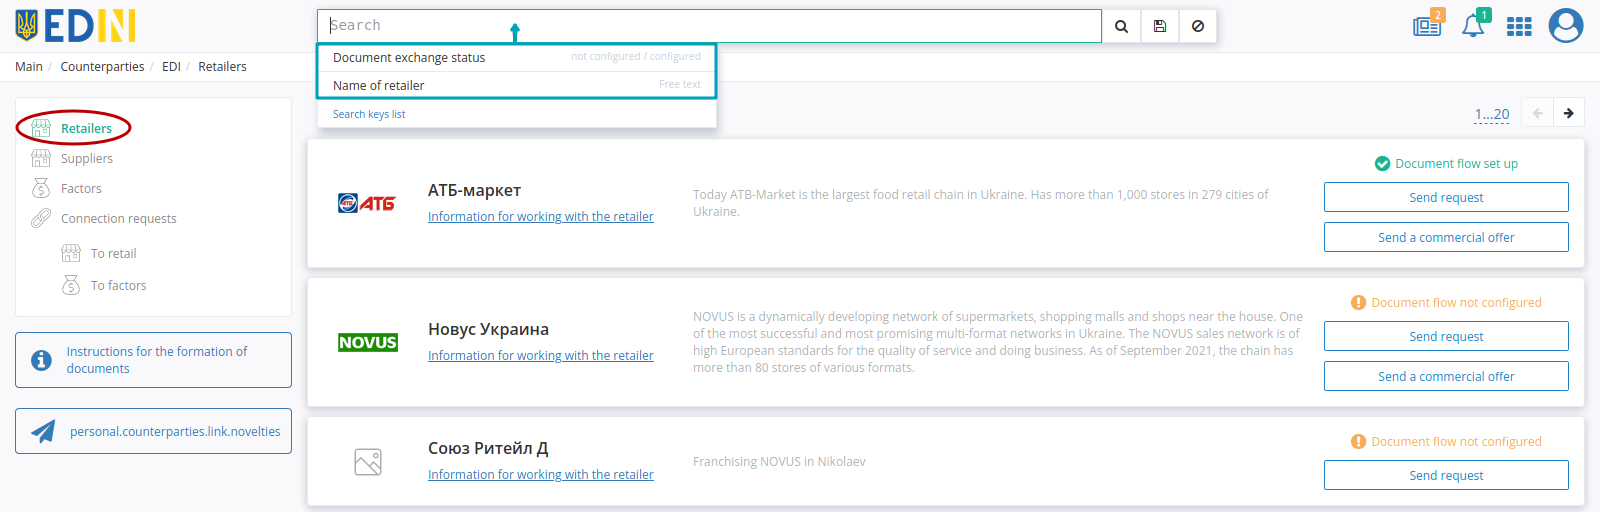 EDIN
Search
2
1
Document exchange status not configured / configured
Name of retailer Free text
Search keys list
Main / Counterparties / EDI / Retailers
Retailers
Suppliers
Factors
Connection requests
To retail
To factors
Instructions for the formation of
documents
personal.counterparties.link.novelties
1...20
АТБ
АТБ-маркет
Information for working with the retailer
Today ATB-Market is the largest food retail chain in Ukraine. Has more than 1,000 stores in 279 cities of
Ukraine.
Document flow set up
Send request
Send a commercial offer
NOVUS
Новус Украина
Information for working with the retailer
NOVUS is a dynamically developing network of supermarkets, shopping malls and shops near the house. One
of the most successful and most promising multi-format networks in Ukraine. The NOVUS sales network is of
high European standards for the quality of service and doing business. As of September 2021, the chain has
more than 80 stores of various formats.
Document flow not configured
Send request
Send a commercial offer
Союз Ритейл Д
Information for working with the retailer
Franchising NOVUS in Nikolaev
Document flow not configured
Send request